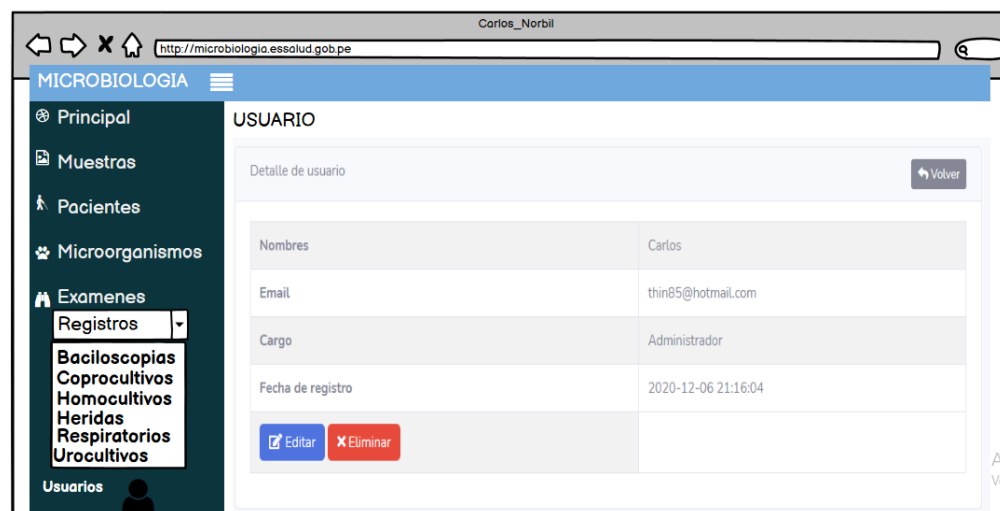 Carlos_Norbil
http://microbiologia.essalud.gob.pe
MICROBIOLOGIA
Principal
USUARIO
Muestras
Detalle de usuario
Volver
Pacientes
Microorganismos
Nombres Carlos
Examenes
Email thin85@hotmail.com
Registros
Cargo Administrador
Baciloscopias
Coprocultivos
Homocultivos
Heridas
Respiratorios
Urocultivos
Fecha de registro 2020-12-06 21:16:04
Editar Eliminar
Usuarios